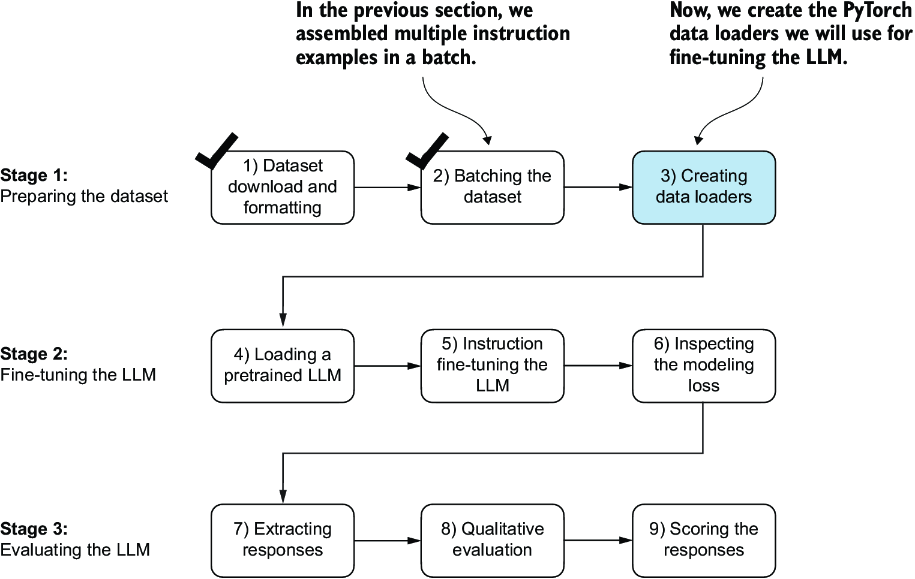 In the previous section, we
assembled multiple instruction
examples in a batch.
Now, we create the PyTorch
data loaders we will use for
fine-tuning the LLM.
Stage 1:
Preparing the dataset
1) Dataset
download and
formatting
2) Batching the
dataset
3) Creating
data loaders
Stage 2:
Fine-tuning the LLM
4) Loading a
pretrained LLM
5) Instruction
fine-tuning the
LLM
6) Inspecting
the modeling
loss
Stage 3:
Evaluating the LLM
7) Extracting
responses
8) Qualitative
evaluation
9) Scoring the
responses